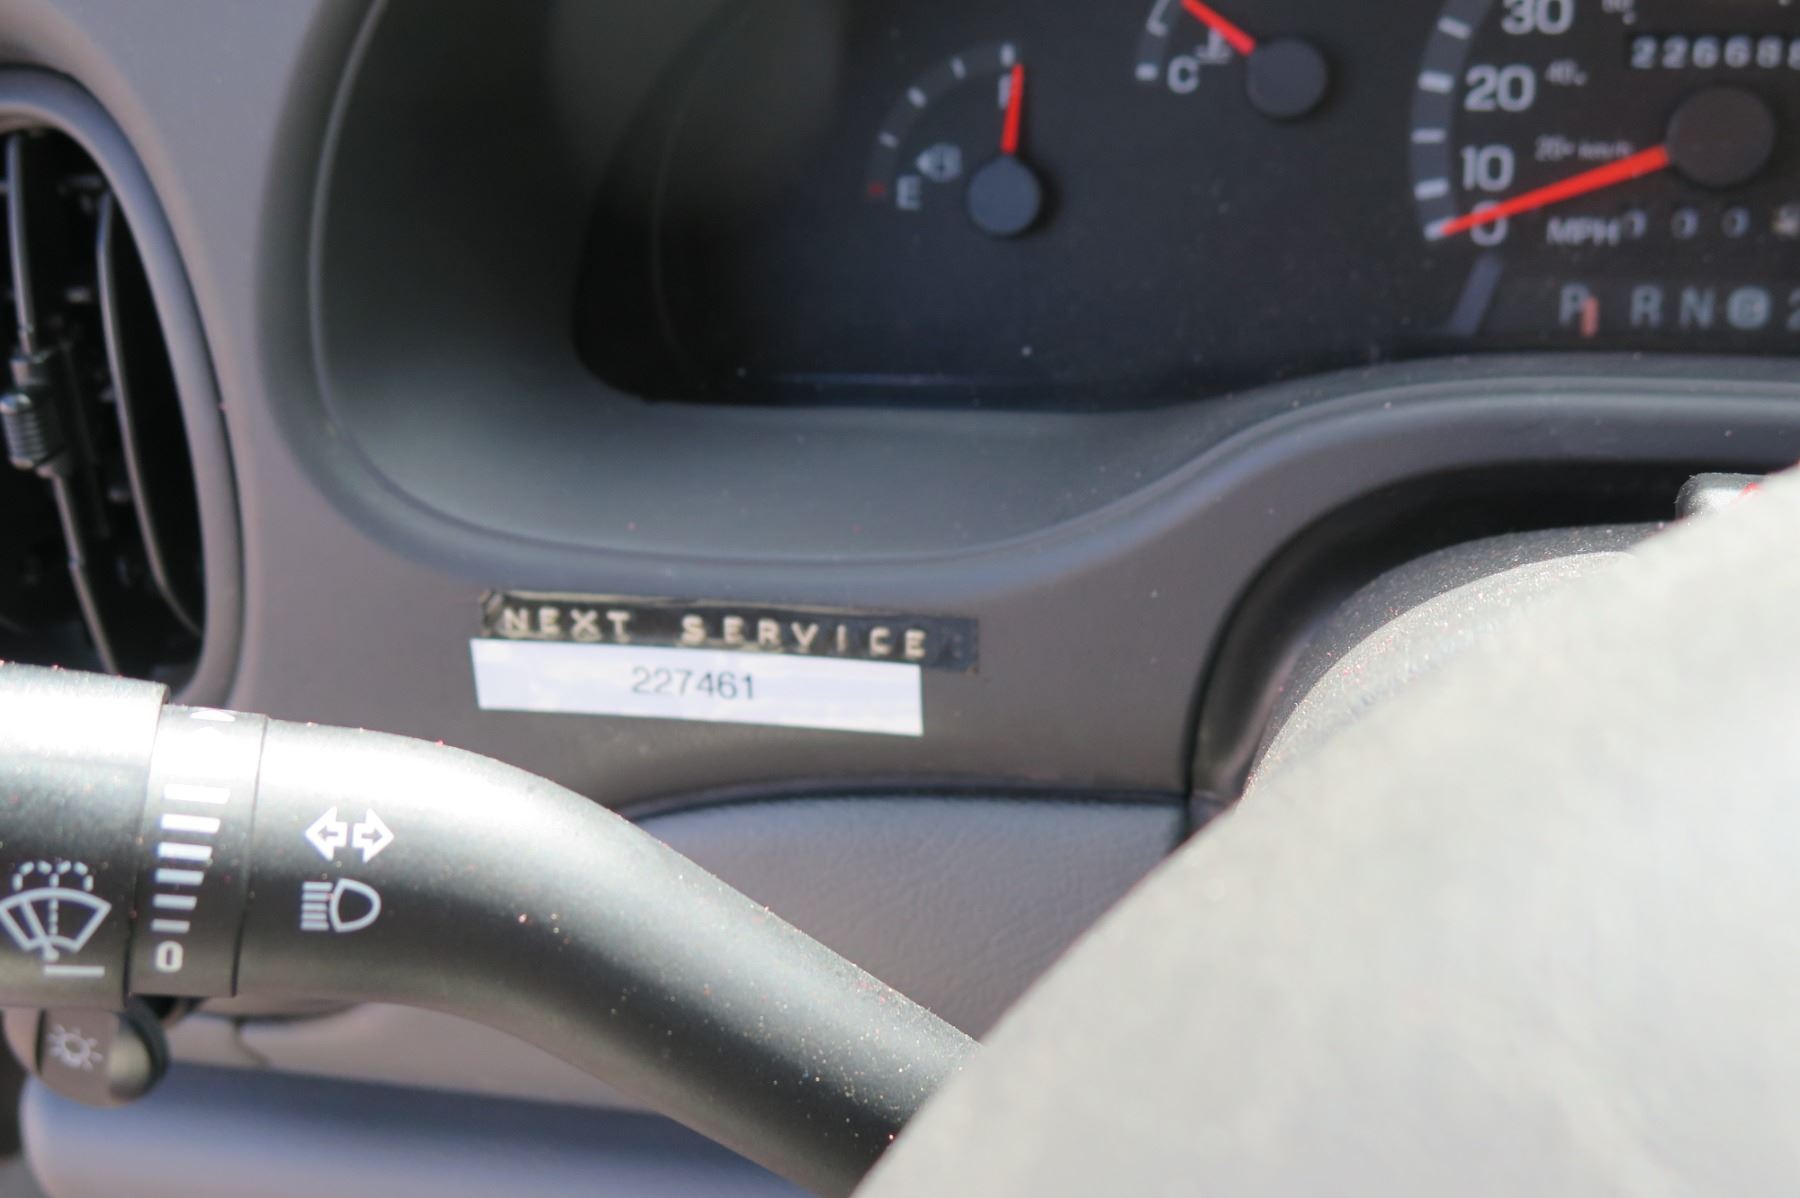 30
20
10
0
MPH
C
F
E
P R N
NEXT SERVICE
227461